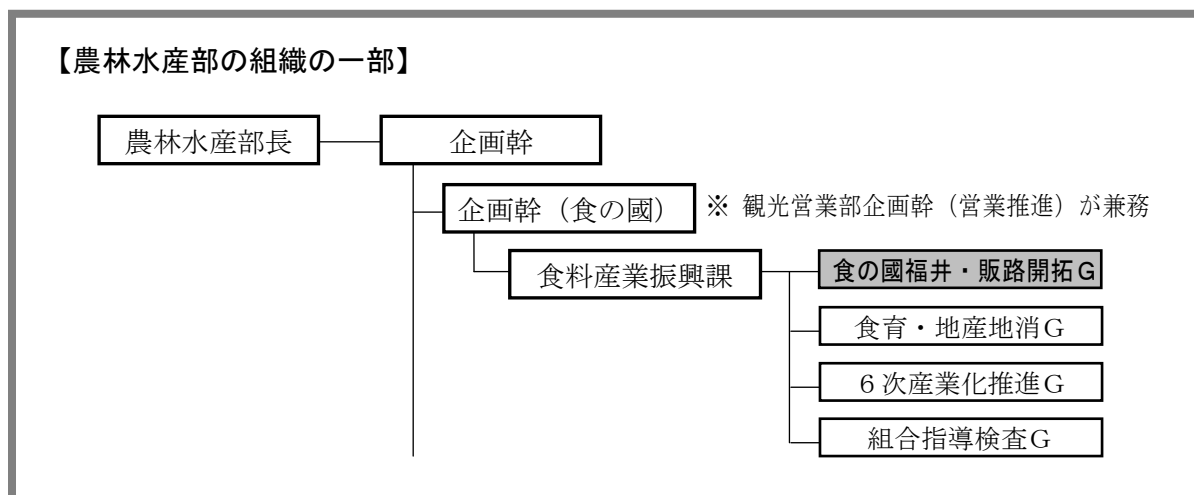 【農林水産部の組織の一部】
農林水産部長
企画幹
企画幹（食の國）
※ 観光営業部企画幹（営業推進）が兼務
食料産業振興課
食の國福井・販路開拓Ｇ
食育・地産地消Ｇ
６次産業化推進Ｇ
組合指導検査Ｇ